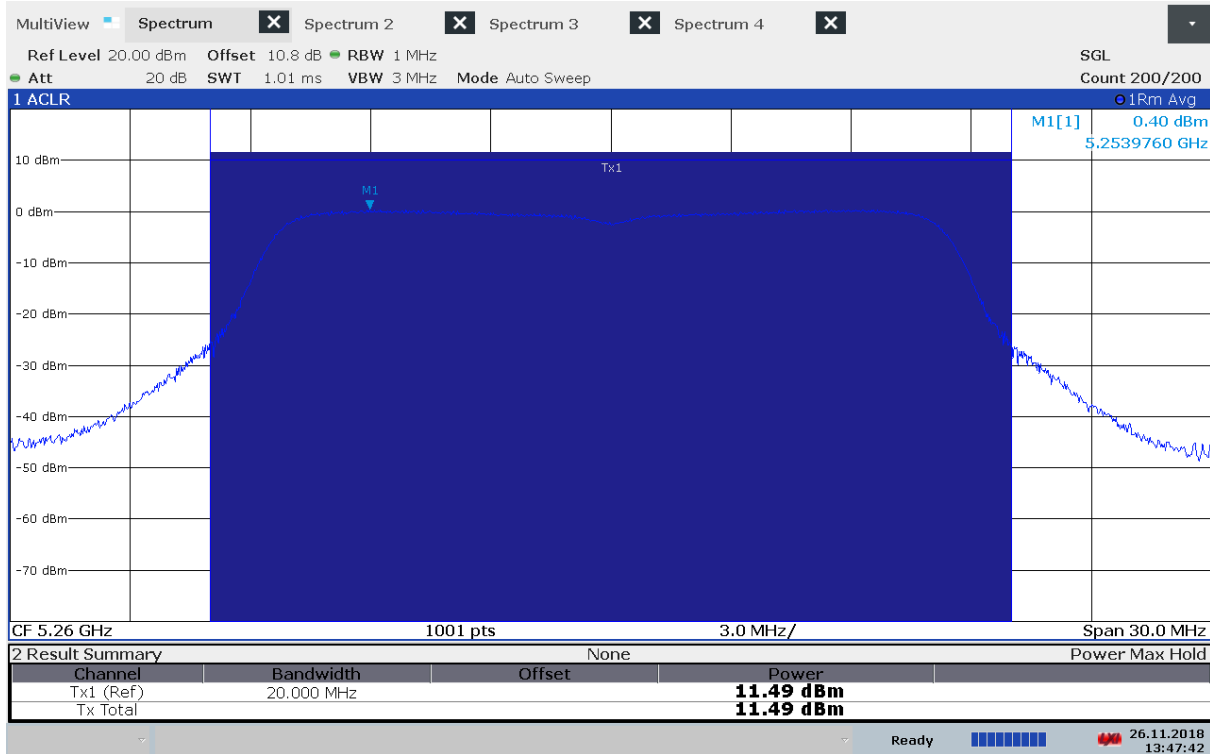 MultiView Spectrum Spectrum 2 Spectrum 3 Spectrum 4
Ref Level 20.00 dBm Offset 10.8 dB RBW 1 MHz SGL
Att 20 dB SWT 1.01 ms VBW 3 MHz Mode Auto Sweep Count 200/200
1 ACLR 1Rm Avg
M1[1] 0.40 dBm
5.2539760 GHz
10 dBm
Tx1
M1
0 dBm
-10 dBm
-20 dBm
-30 dBm
-40 dBm
-50 dBm
-60 dBm
-70 dBm
CF 5.26 GHz 1001 pts 3.0 MHz/ Span 30.0 MHz
2 Result Summary None Power Max Hold
Channel Bandwidth Offset Power
Tx1 (Ref) 20.000 MHz 11.49 dBm
Tx Total 11.49 dBm
Ready 26.11.2018
13:47:42